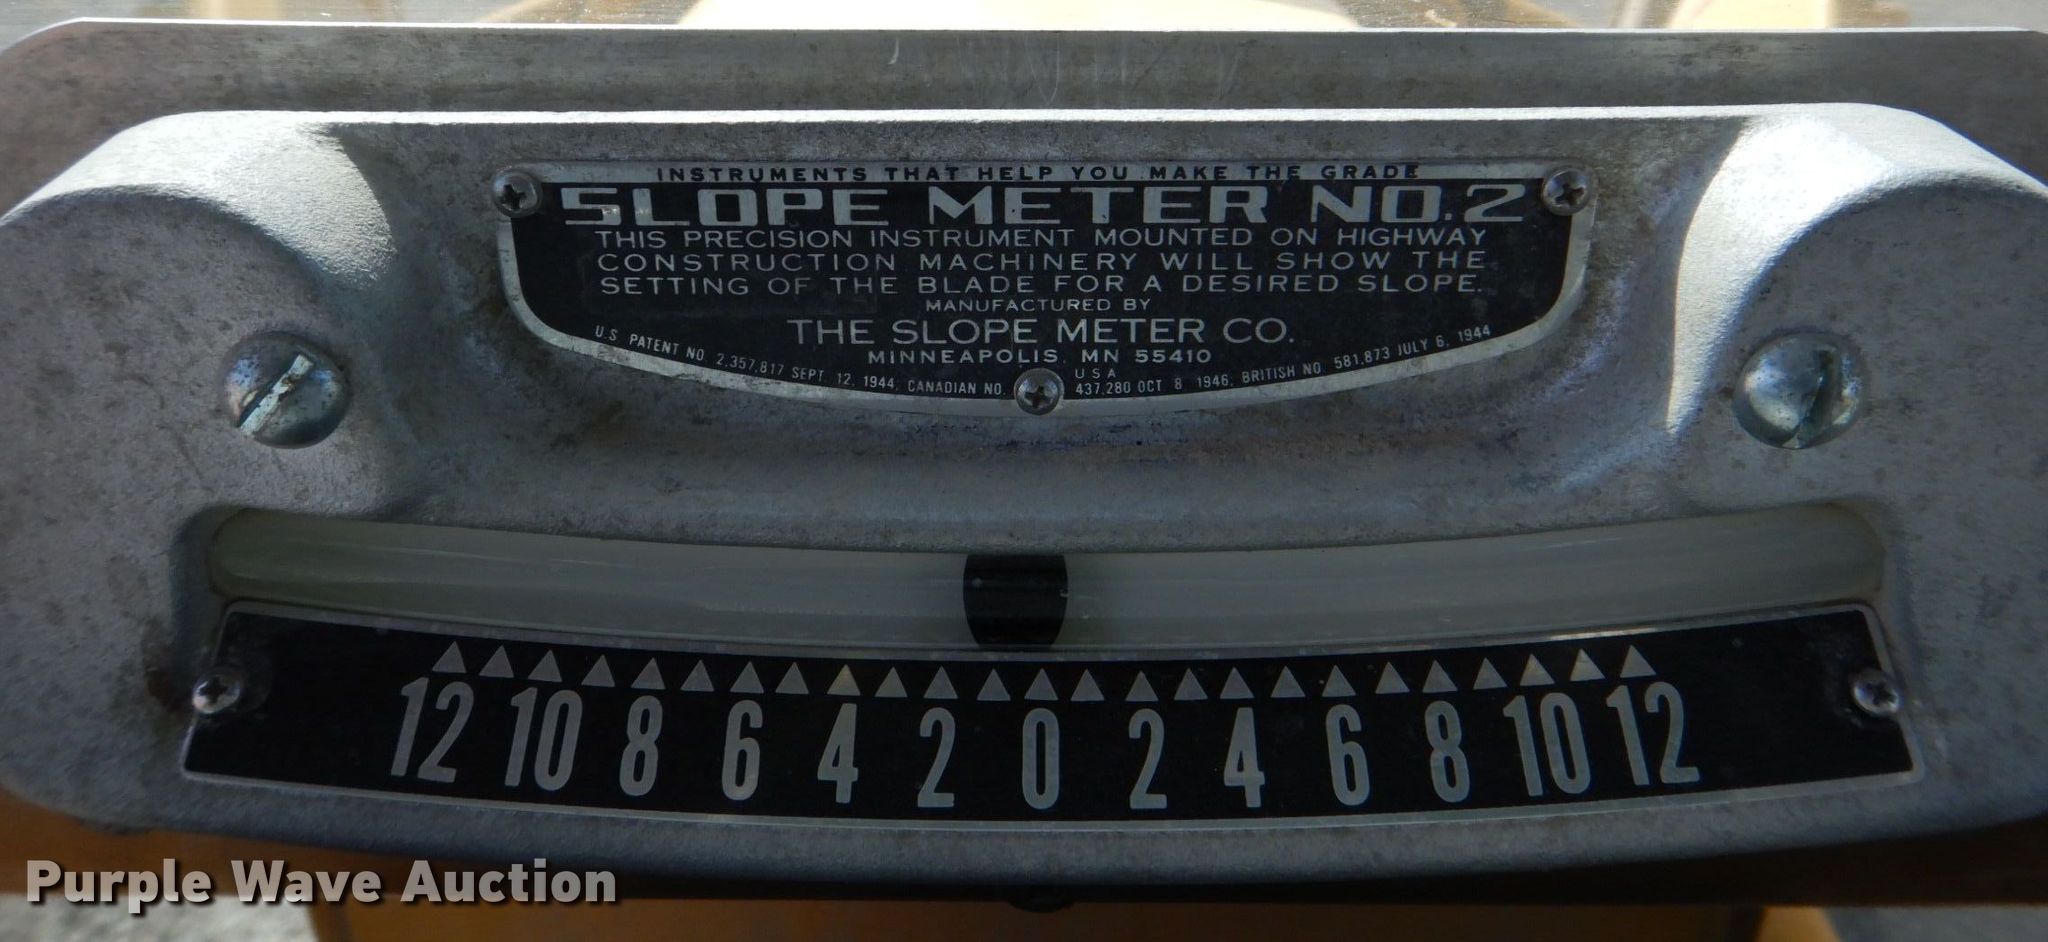 INSTRUMENTS THAT HELP YOU MAKE THE GRADE
SLOPE METER NO.2
THIS PRECISION INSTRUMENT MOUNTED ON HIGHWAY
CONSTRUCTION MACHINERY WILL SHOW THE
SETTING OF THE BLADE FOR A DESIRED SLOPE.
MANUFACTURED BY
THE SLOPE METER CO.
MINNEAPOLIS, MN 55410
USA
U.S. PATENT NO. 2,357,817 SEPT. 12, 1944, CANADIAN NO. 437,280 OCT. 8, 1946, BRITISH NO. 581,873 JULY 6, 1944
12 10 8 6 4 2 0 2 4 6 8 10 12
Purple Wave Auction